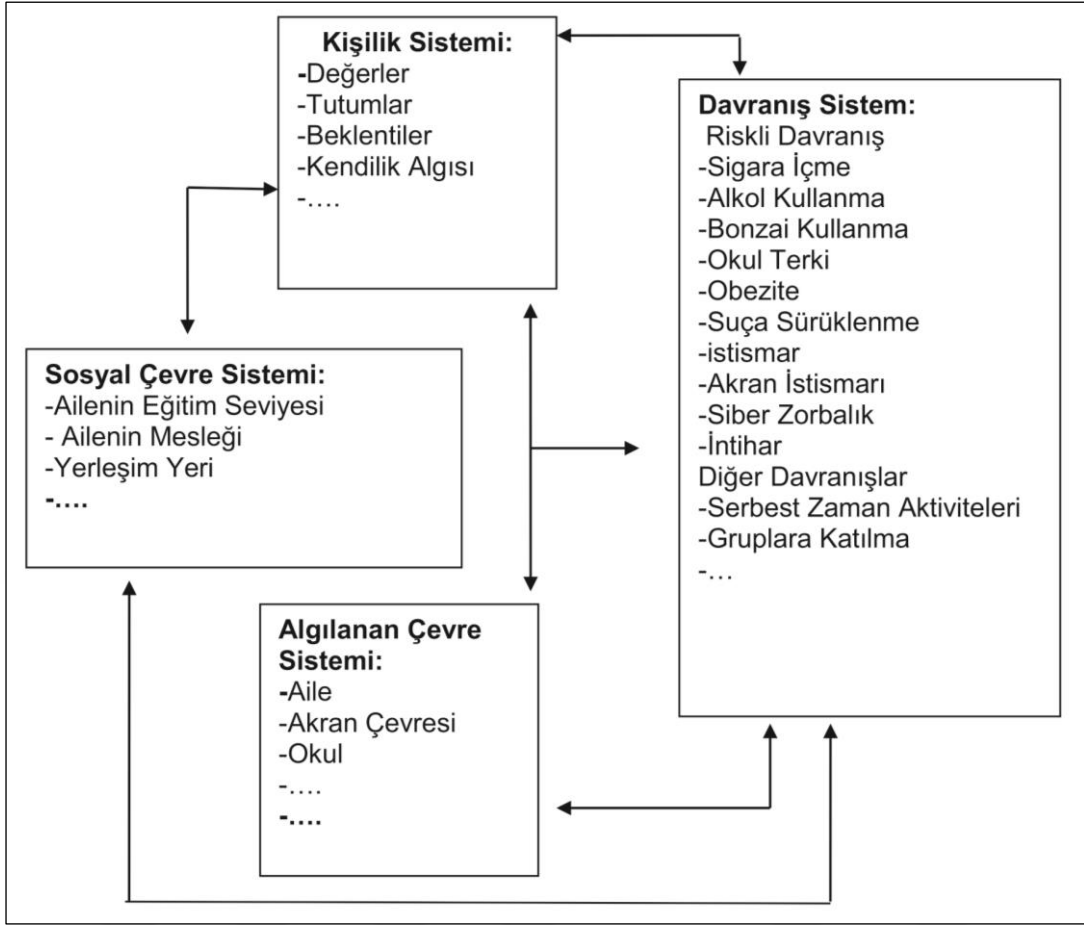 Kişilik Sistemi:
-Değerler
-Tutumlar
-Beklentiler
-Kendilik Algısı
-....
Davranış Sistem:
Riskli Davranış
-Sigara İçme
-Alkol Kullanma
-Bonzai Kullanma
-Okul Terki
-Obezite
-Suça Sürüklenme
-istismar
-Akran İstismarı
-Siber Zorbalık
-İntihar
Diğer Davranışlar
-Serbest Zaman Aktiviteleri
-Gruplara Katılma
-...
Sosyal Çevre Sistemi:
-Ailenin Eğitim Seviyesi
- Ailenin Mesleği
-Yerleşim Yeri
-....
Algılanan Çevre
Sistemi:
-Aile
-Akran Çevresi
-Okul
-....
-....